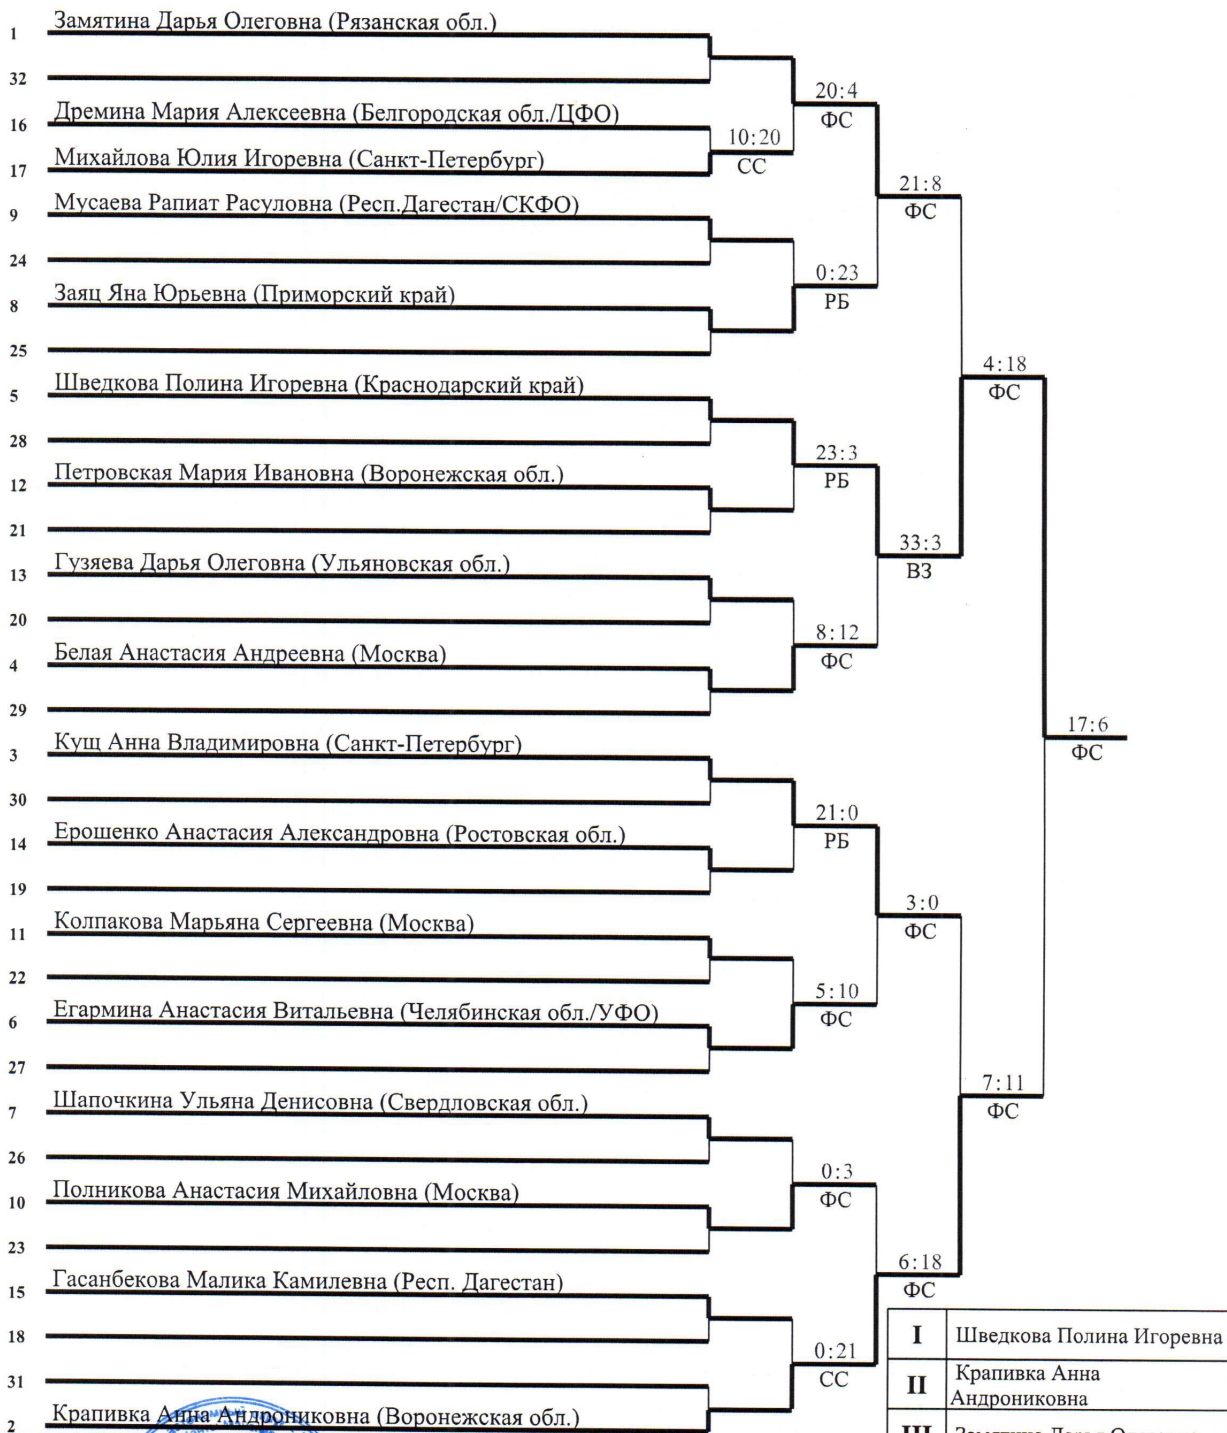 Замятина Дарья Олеговна (Рязанская обл.)
1
32
20:4
ФС
Дремина Мария Алексеевна (Белгородская обл./ЦФО)
16
10:20
СС
Михайлова Юлия Игоревна (Санкт-Петербург)
17
21:8
ФС
Мусаева Рапиат Расуловна (Респ.Дагестан/СКФО)
9
24
0:23
РБ
Заяц Яна Юрьевна (Приморский край)
8
25
4:18
ФС
Шведкова Полина Игоревна (Краснодарский край)
5
28
23:3
РБ
Петровская Мария Ивановна (Воронежская обл.)
12
21
33:3
ВЗ
Гузяева Дарья Олеговна (Ульяновская обл.)
13
20
8:12
ФС
Белая Анастасия Андреевна (Москва)
4
29
17:6
ФС
Кущ Анна Владимировна (Санкт-Петербург)
3
30
21:0
РБ
Ерошенко Анастасия Александровна (Ростовская обл.)
14
19
3:0
ФС
Колпакова Марьяна Сергеевна (Москва)
11
22
5:10
ФС
Егармина Анастасия Витальевна (Челябинская обл./УФО)
6
27
7:11
ФС
Шапочкина Ульяна Денисовна (Свердловская обл.)
7
26
0:3
ФС
Полникова Анастасия Михайловна (Москва)
10
23
6:18
ФС
Гасанбекова Малика Камилевна (Респ. Дагестан)
15
18
0:21
СС
31
Крапивка Анна Андрониковна (Воронежская обл.)
2
I Шведкова Полина Игоревна
II Крапивка Анна
Андрониковна
III